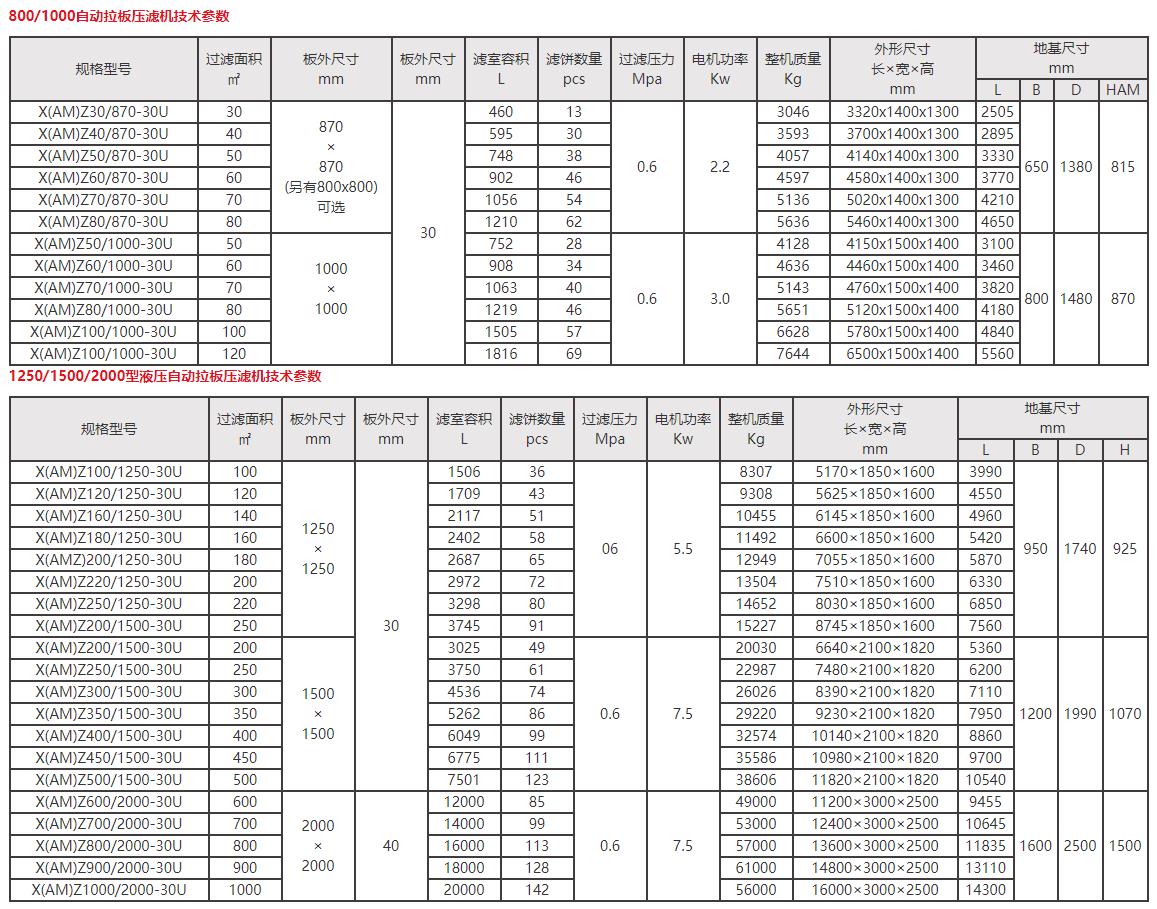 800/1000自动拉板压滤机技术参数
规格型号 过滤面积 ㎡ 板外尺寸 mm 板外尺寸 mm 滤室容积 L 滤饼数量 pcs 过滤压力 Mpa 电机功率 Kw 整机质量 Kg 外形尺寸 长×宽×高 mm 地基尺寸 mm
L B D HAM
X(AM)Z30/870-30U 30 870 × 870 (另有800x800) 可选 30 460 13 0.6 2.2 3046 3320x1400x1300 2505 650 1380 815
X(AM)Z40/870-30U 40 595 30 3593 3700x1400x1300 2895
X(AM)Z50/870-30U 50 748 38 4057 4140x1400x1300 3330
X(AM)Z60/870-30U 60 902 46 4597 4580x1400x1300 3770
X(AM)Z70/870-30U 70 1056 54 5136 5020x1400x1300 4210
X(AM)Z80/870-30U 80 1210 62 5636 5460x1400x1300 4650
X(AM)Z50/1000-30U 50 1000 × 1000 752 28 0.6 3.0 4128 4150x1500x1400 3100 800 1480 870
X(AM)Z60/1000-30U 60 908 34 4636 4460x1500x1400 3460
X(AM)Z70/1000-30U 70 1063 40 5143 4760x1500x1400 3820
X(AM)Z80/1000-30U 80 1219 46 5651 5120x1500x1400 4180
X(AM)Z100/1000-30U 100 1505 57 6628 5780x1500x1400 4840
X(AM)Z100/1000-30U 120 1816 69 7644 6500x1500x1400 5560
1250/1500/2000型液压自动拉板压滤机技术参数
规格型号 过滤面积 ㎡ 板外尺寸 mm 板外尺寸 mm 滤室容积 L 滤饼数量 pcs 过滤压力 Mpa 电机功率 Kw 整机质量 Kg 外形尺寸 长×宽×高 mm 地基尺寸 mm
L B D H
X(AM)Z100/1250-30U 100 1250 × 1250 30 1506 36 06 5.5 8307 5170×1850×1600 3990 950 1740 925
X(AM)Z120/1250-30U 120 1709 43 9308 5625×1850×1600 4550
X(AM)Z160/1250-30U 140 2117 51 10455 6145×1850×1600 4960
X(AM)Z180/1250-30U 160 2402 58 11492 6600×1850×1600 5420
X(AMZ)200/1250-30U 180 2687 65 12949 7055×1850×1600 5870
X(AM)Z220/1250-30U 200 2972 72 13504 7510×1850×1600 6330
X(AM)Z250/1250-30U 220 3298 80 14652 8030×1850×1600 6850
X(AM)Z200/1500-30U 250 3745 91 15227 8745×1850×1600 7560
X(AM)Z200/1500-30U 200 1500 × 1500 3025 49 0.6 7.5 20030 6640×2100×1820 5360 1200 1990 1070
X(AM)Z250/1500-30U 250 3750 61 22987 7480×2100×1820 6200
X(AM)Z300/1500-30U 300 4536 74 26026 8390×2100×1820 7110
X(AM)Z350/1500-30U 350 5262 86 29220 9230×2100×1820 7950
X(AM)Z400/1500-30U 400 6049 99 32574 10140×2100×1820 8860
X(AM)Z450/1500-30U 450 6775 111 35586 10980×2100×1820 9700
X(AM)Z500/1500-30U 500 7501 123 38606 11820×2100×1820 10540
X(AM)Z600/2000-30U 600 2000 × 2000 40 12000 85 0.6 7.5 49000 11200×3000×2500 9455 1600 2500 1500
X(AM)Z700/2000-30U 700 14000 99 53000 12400×3000×2500 10645
X(AM)Z800/2000-30U 800 16000 113 57000 13600×3000×2500 11835
X(AM)Z900/2000-30U 900 18000 128 61000 14800×3000×2500 13110
X(AM)Z1000/2000-30U 1000 20000 142 56000 16000×3000×2500 14300